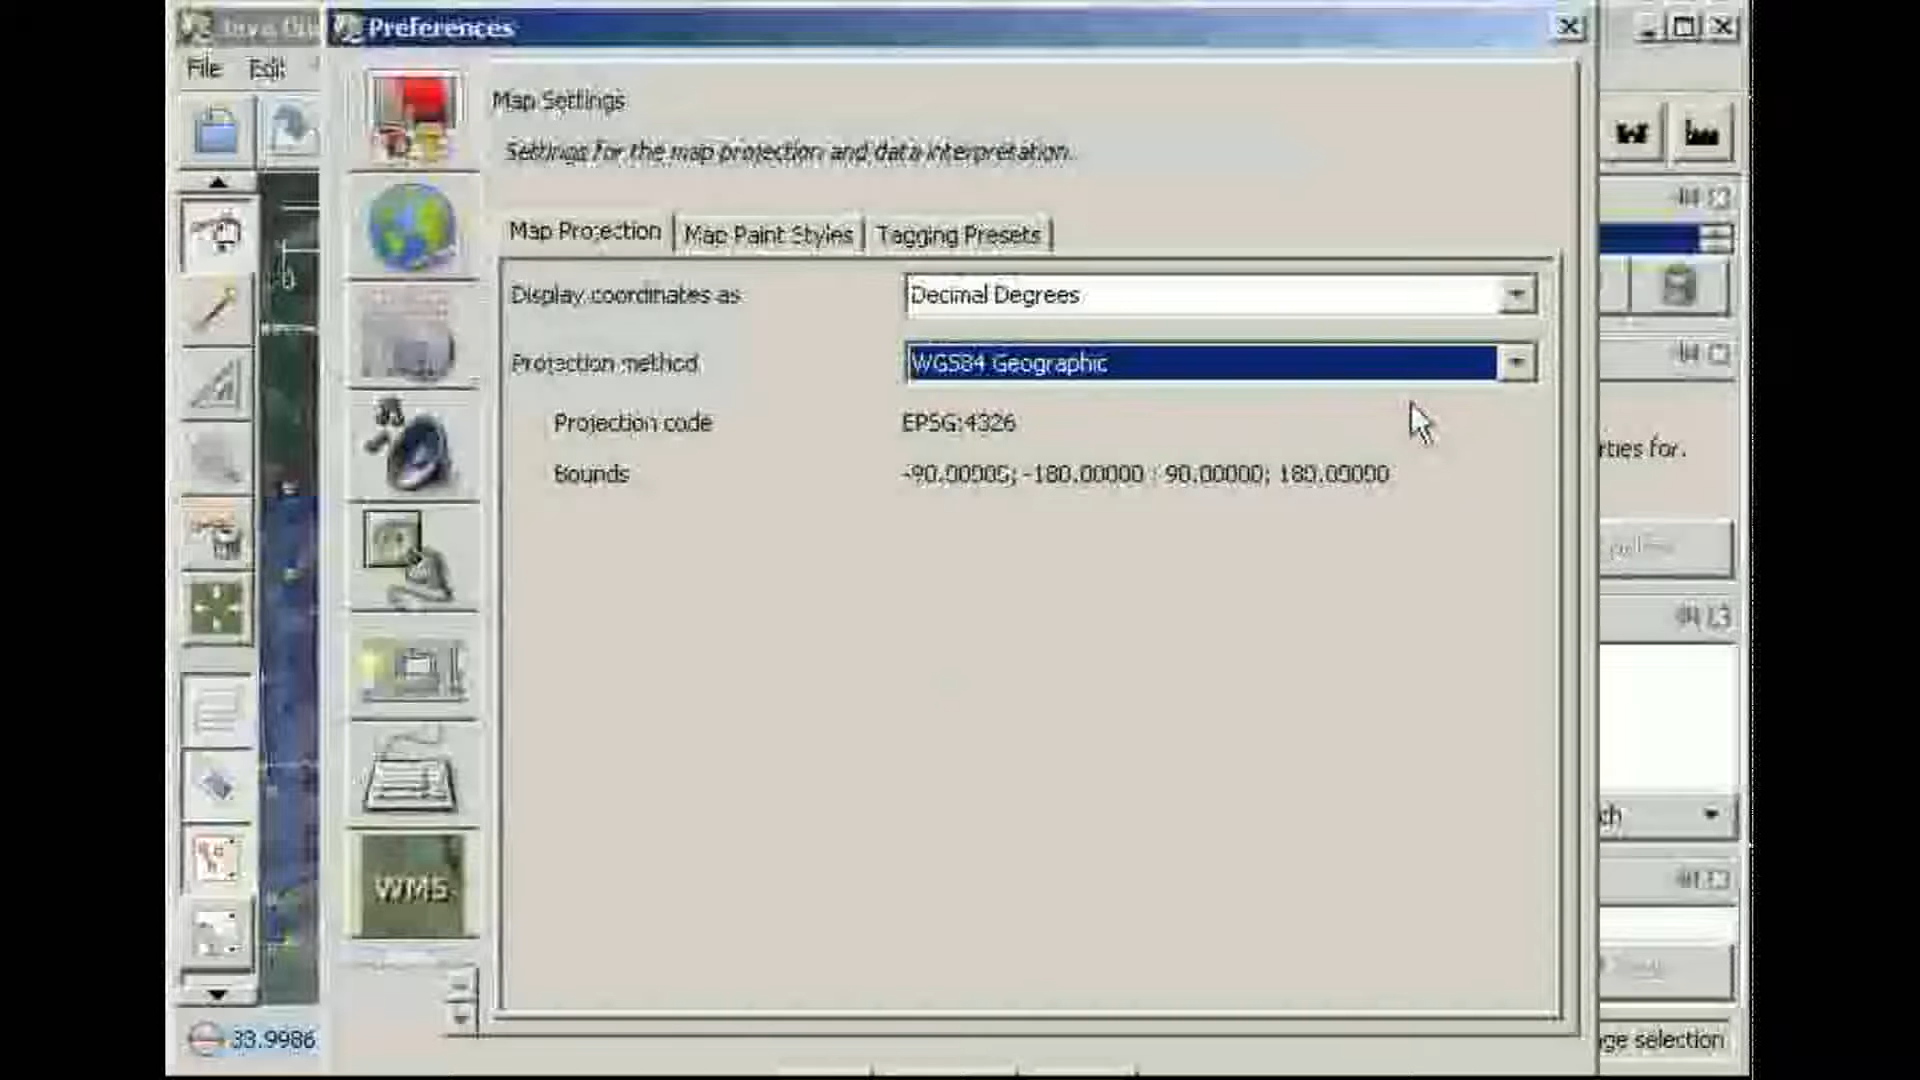 Preferences
File Edit
Map Settings
Settings for the map projection and data interpretation.
Map Projection Map Paint Styles Tagging Presets
Display coordinates as Decimal Degrees
Projection method WGS84 Geographic
Projection code EPSG:4326
Bounds -90.00000; -180.00000 : 90.00000; 180.00000
rties for.
WMS
ch
33.9986
ge selection